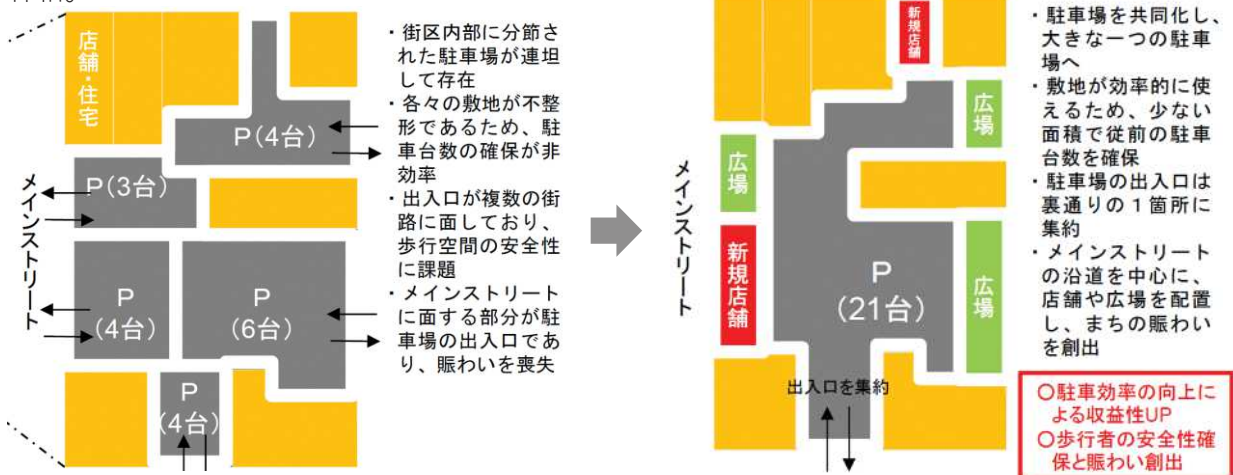 店舗・住宅
P(4台)
P(3台)
メインストリート
P
(4台)
P
(6台)
P
(4台)
・街区内部に分節さ
れた駐車場が連坦
して存在
・各々の敷地が不整
形であるため、駐
車台数の確保が非
効率
・出入口が複数の街
路に面しており、
歩行空間の安全性
に課題
・メインストリート
に面する部分が駐
車場の出入口であ
り、賑わいを喪失
新規店舗
広場
広場
メインストリート
新規店舗
P
(21台)
広場
出入口を集約
・駐車場を共同化し、
大きな一つの駐車
場へ
・敷地が効率的に使
えるため、少ない
面積で従前の駐車
台数を確保
・駐車場の出入口は
裏通りの1箇所に
集約
・メインストリート
の沿道を中心に、
店舗や広場を配置
し、まちの賑わい
を創出
○駐車効率の向上に
よる収益性UP
○歩行者の安全性確
保と賑わい創出